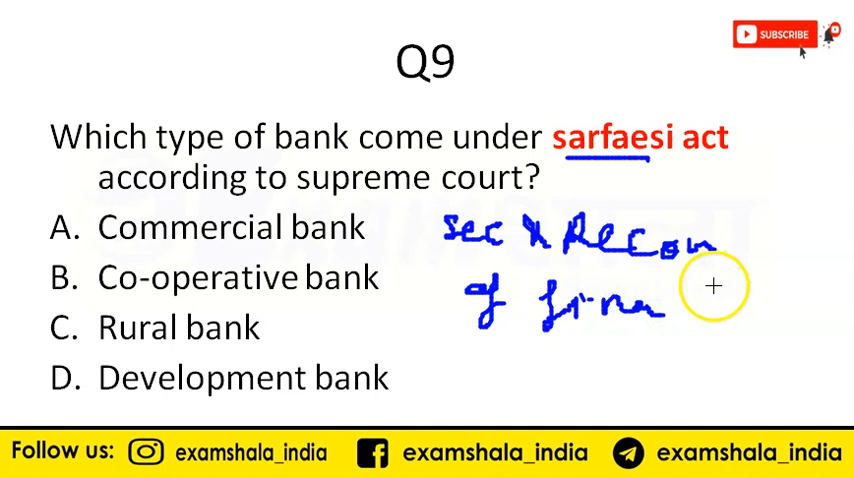 SUBSCRIBE
Q9
Which type of bank come under sarfaesi act
according to supreme court?
A. Commercial bank
B. Co-operative bank
C. Rural bank
D. Development bank
sec & Recon
of fina
Follow us: examshala_india examshala_india examshala_india